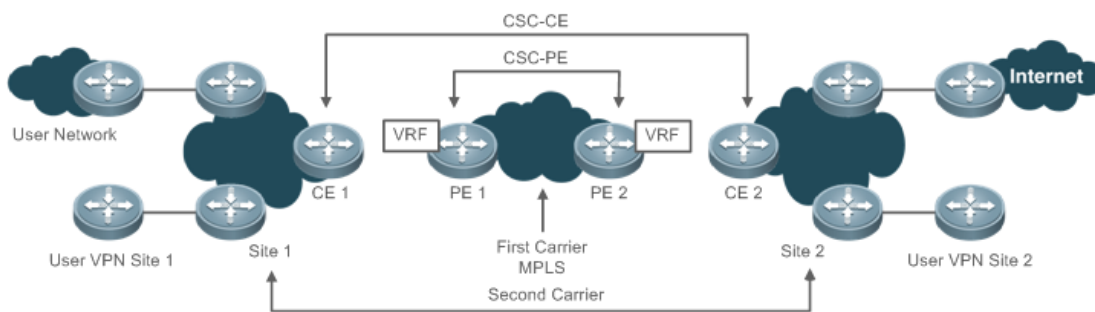 CSC-CE
CSC-PE
Internet
User Network
VRF
VRF
CE 1
PE 1
PE 2
CE 2
User VPN Site 1
Site 1
First Carrier
MPLS
Site 2
User VPN Site 2
Second Carrier